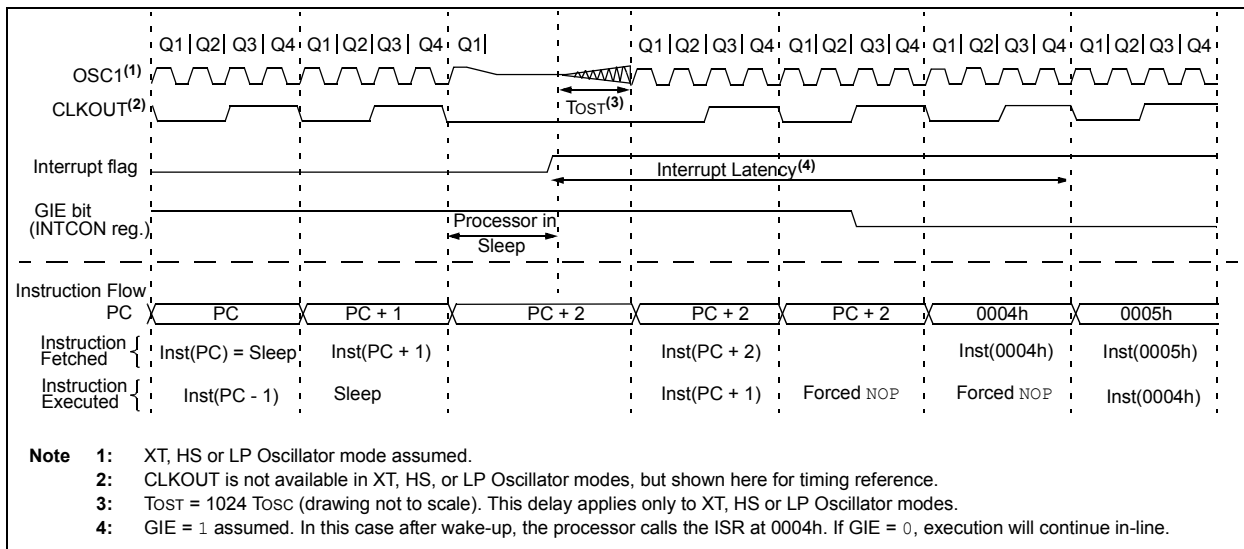 Q1 Q2 Q3 Q4 Q1 Q2 Q3 Q4 Q1 Q1 Q2 Q3 Q4 Q1 Q2 Q3 Q4 Q1 Q2 Q3 Q4 Q1 Q2 Q3 Q4
OSC1(1)
TOST(3)
CLKOUT(2)
Interrupt flag
Interrupt Latency(4)
GIE bit
(INTCON reg.)
Processor in
Sleep
Instruction Flow
PC PC PC + 1 PC + 2 PC + 2 PC + 2 0004h 0005h
Instruction
Fetched
Inst(PC) = Sleep Inst(PC + 1) Inst(PC + 2) Inst(0004h) Inst(0005h)
Instruction
Executed
Inst(PC - 1) Sleep Inst(PC + 1) Forced NOP Forced NOP Inst(0004h)
Note 1: XT, HS or LP Oscillator mode assumed.
2: CLKOUT is not available in XT, HS, or LP Oscillator modes, but shown here for timing reference.
3: TOST = 1024 TOSC (drawing not to scale). This delay applies only to XT, HS or LP Oscillator modes.
4: GIE = 1 assumed. In this case after wake-up, the processor calls the ISR at 0004h. If GIE = 0, execution will continue in-line.